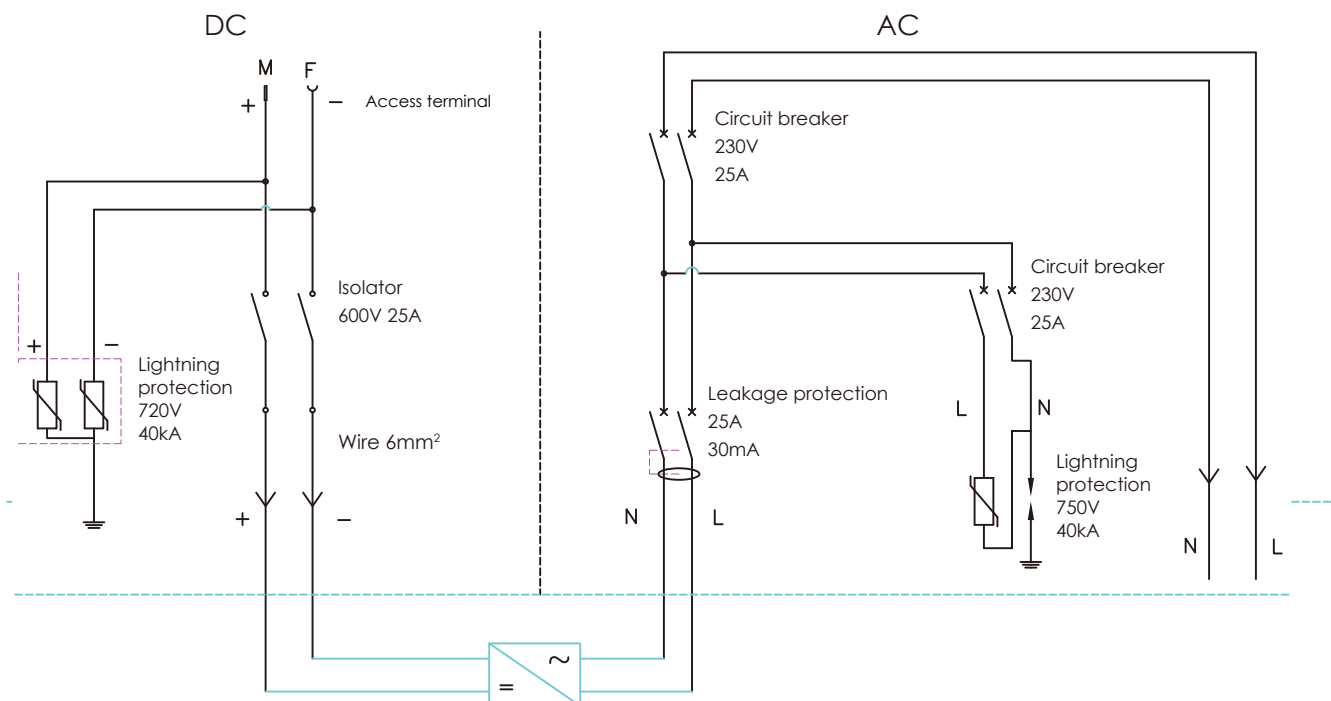 DC
AC
M F
+ − Access terminal
Circuit breaker
230V
25A
Isolator
600V 25A
Circuit breaker
230V
25A
+ −
Lightning
protection
720V
40kA
Leakage protection
25A
30mA
Wire 6mm²
L N
Lightning
protection
750V
40kA
+ −
N L
N L
~
=